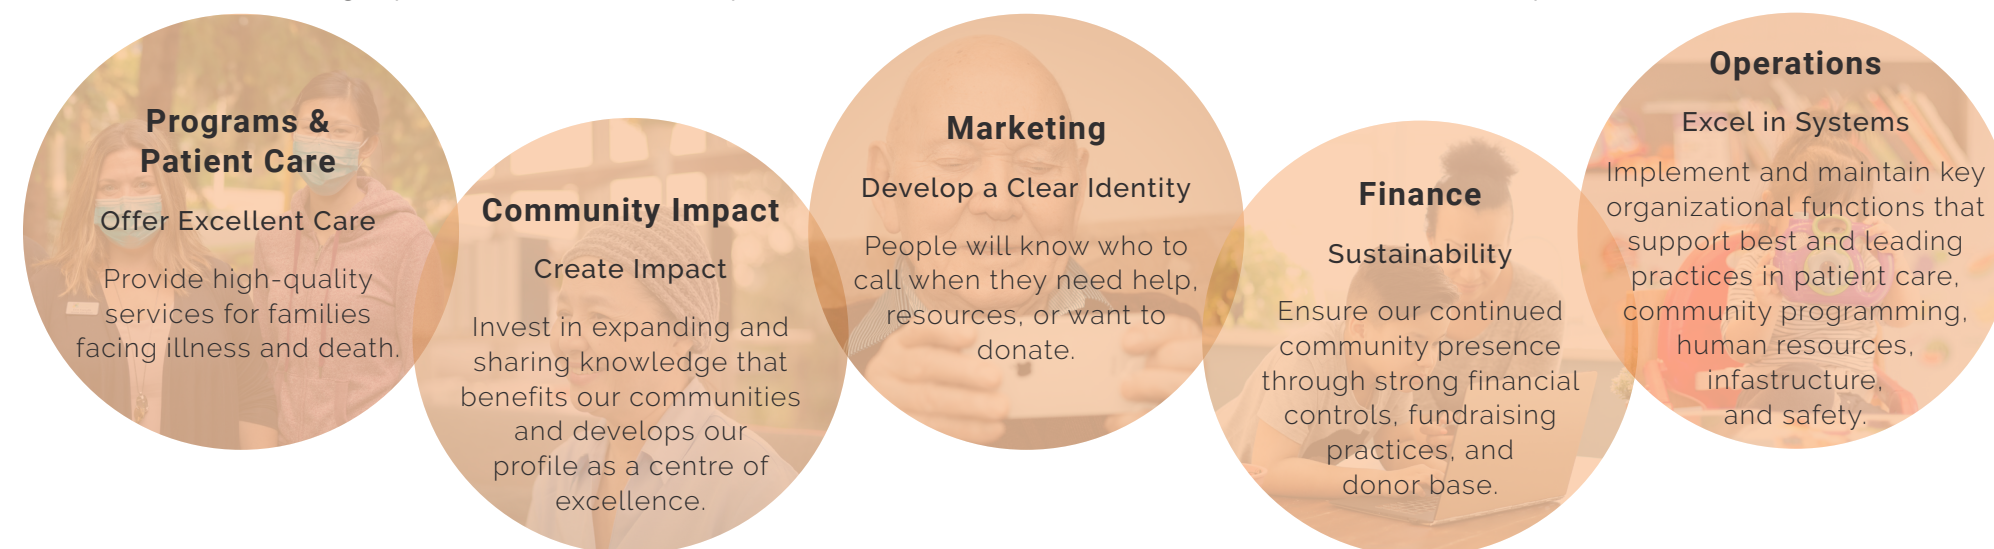 Programs &
Patient Care
Offer Excellent Care
Provide high-quality
services for families
facing illness and death.
Community Impact
Create Impact
Invest in expanding and
sharing knowledge that
benefits our communities
and develops our
profile as a centre of
excellence.
Marketing
Develop a Clear Identity
People will know who to
call when they need help,
resources, or want to
donate.
Finance
Sustainability
Ensure our continued
community presence
through strong financial
controls, fundraising
practices, and
donor base.
Operations
Excel in Systems
Implement and maintain key
organizational functions that
support best and leading
practices in patient care,
community programming,
human resources,
infastructure,
and safety.